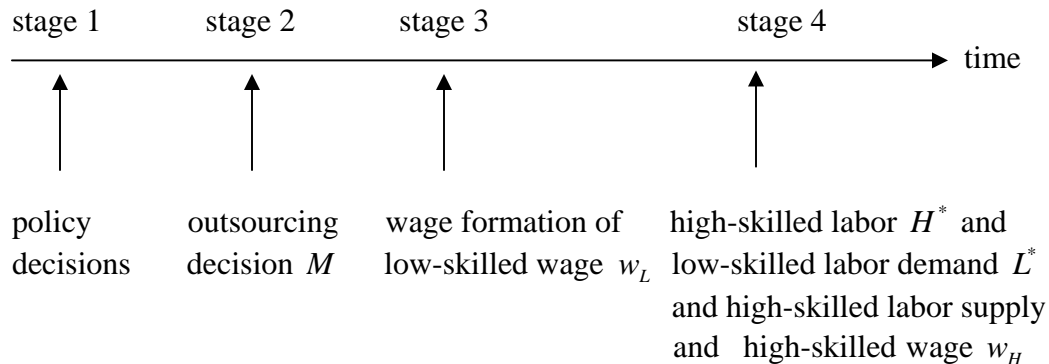 stage 1 stage 2 stage 3 stage 4
time
policy outsourcing wage formation of high-skilled labor H* and
decisions decision M low-skilled wage w_L low-skilled labor demand L*
and high-skilled labor supply
and high-skilled wage w_H